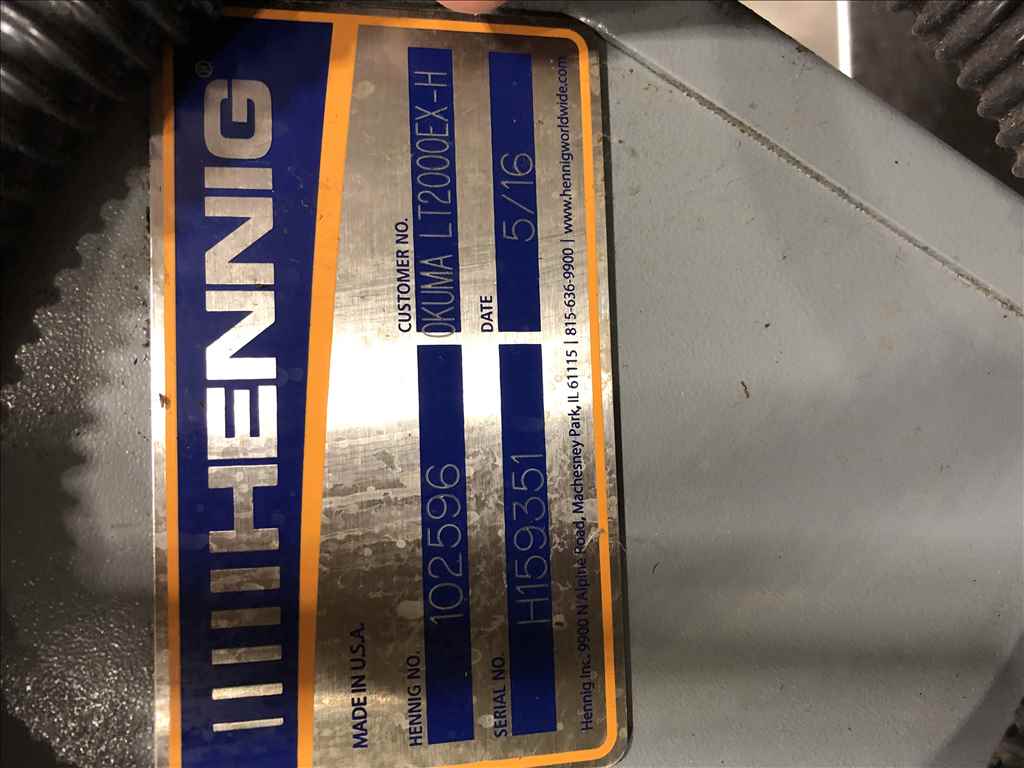 HENNIG®
MADE IN U.S.A.
HENNIG NO. CUSTOMER NO.
102596 OKUMA LT2000EX-H
SERIAL NO. DATE
H159351 5/16
Hennig Inc. 9900 N Alpine Road, Machesney Park, IL 61115 | 815-636-9900 | www.hennigworldwide.com